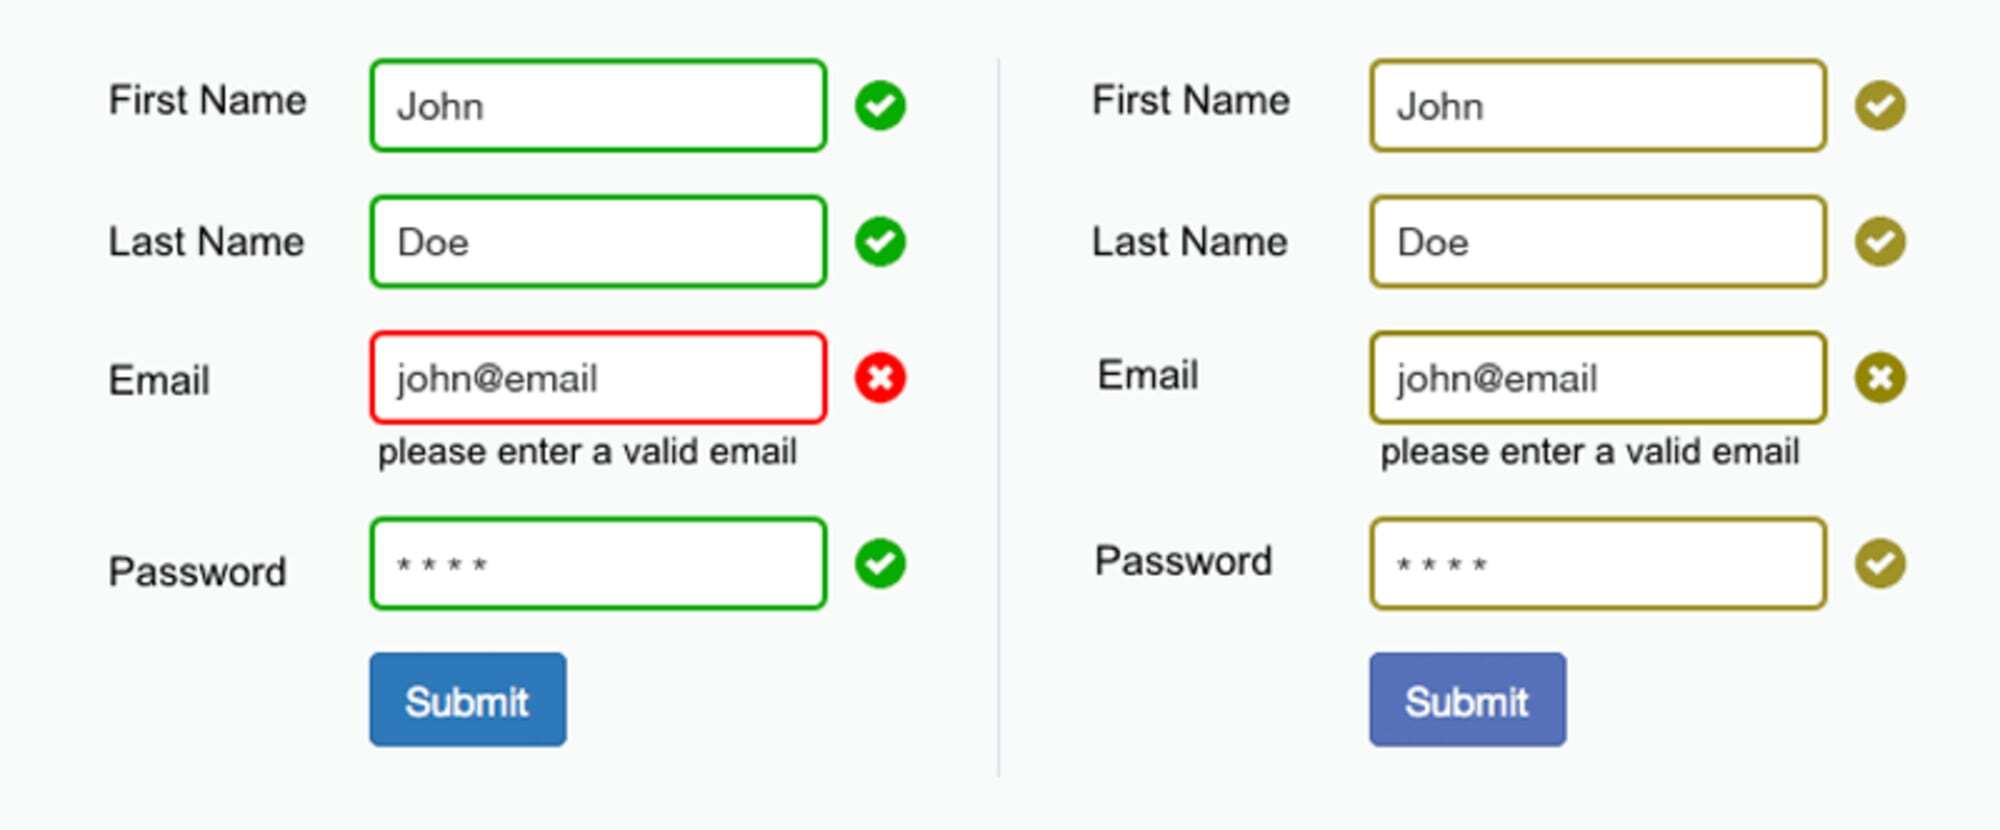 First Name John
Last Name Doe
Email john@email
please enter a valid email
Password * * * *
Submit
First Name John
Last Name Doe
Email john@email
please enter a valid email
Password * * * *
Submit